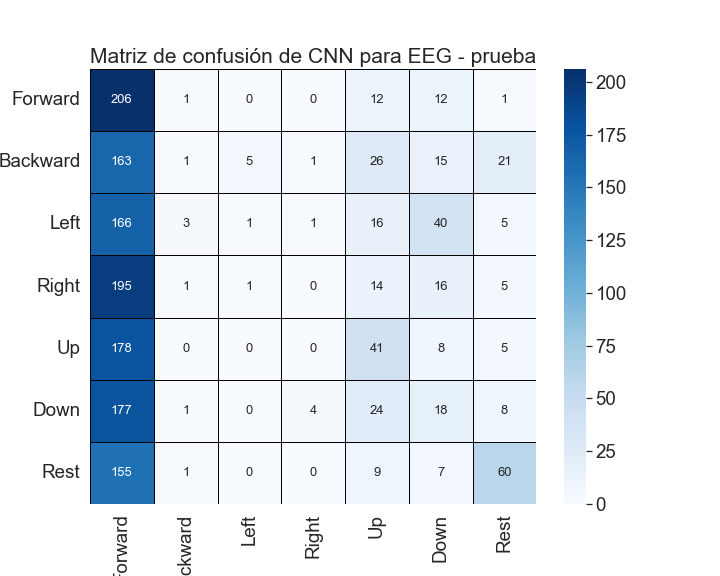 Matriz de confusión de CNN para EEG - prueba
Forward 206 1 0 0 12 12 1
Backward 163 1 5 1 26 15 21
Left 166 3 1 1 16 40 5
Right 195 1 1 0 14 16 5
Up 178 0 0 0 41 8 5
Down 177 1 0 4 24 18 8
Rest 155 1 0 0 9 7 60
Forward ckward Left Right Up Down Rest
200
175
150
125
100
75
50
25
0